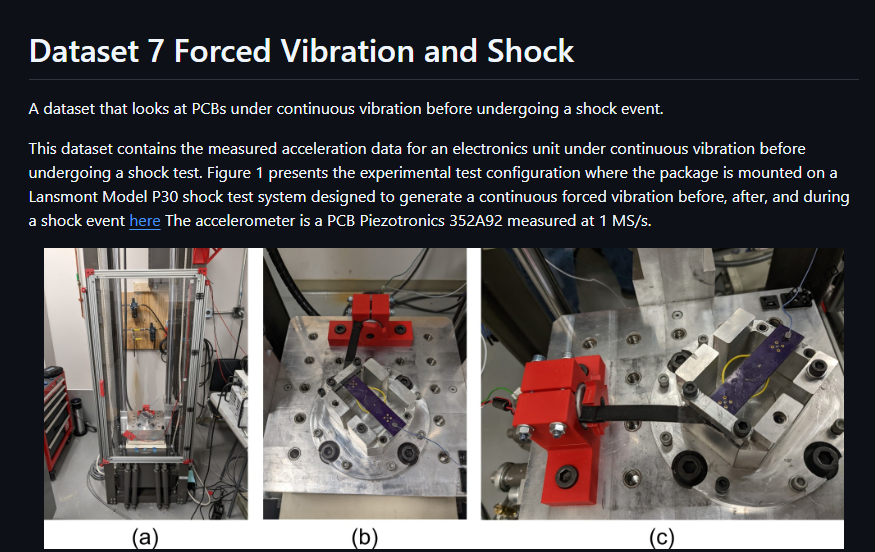 Dataset 7 Forced Vibration and Shock
A dataset that looks at PCBs under continuous vibration before undergoing a shock event.
This dataset contains the measured acceleration data for an electronics unit under continuous vibration before
undergoing a shock test. Figure 1 presents the experimental test configuration where the package is mounted on a
Lansmont Model P30 shock test system designed to generate a continuous forced vibration before, after, and during
a shock event here The accelerometer is a PCB Piezotronics 352A92 measured at 1 MS/s.
(a) (b) (c)